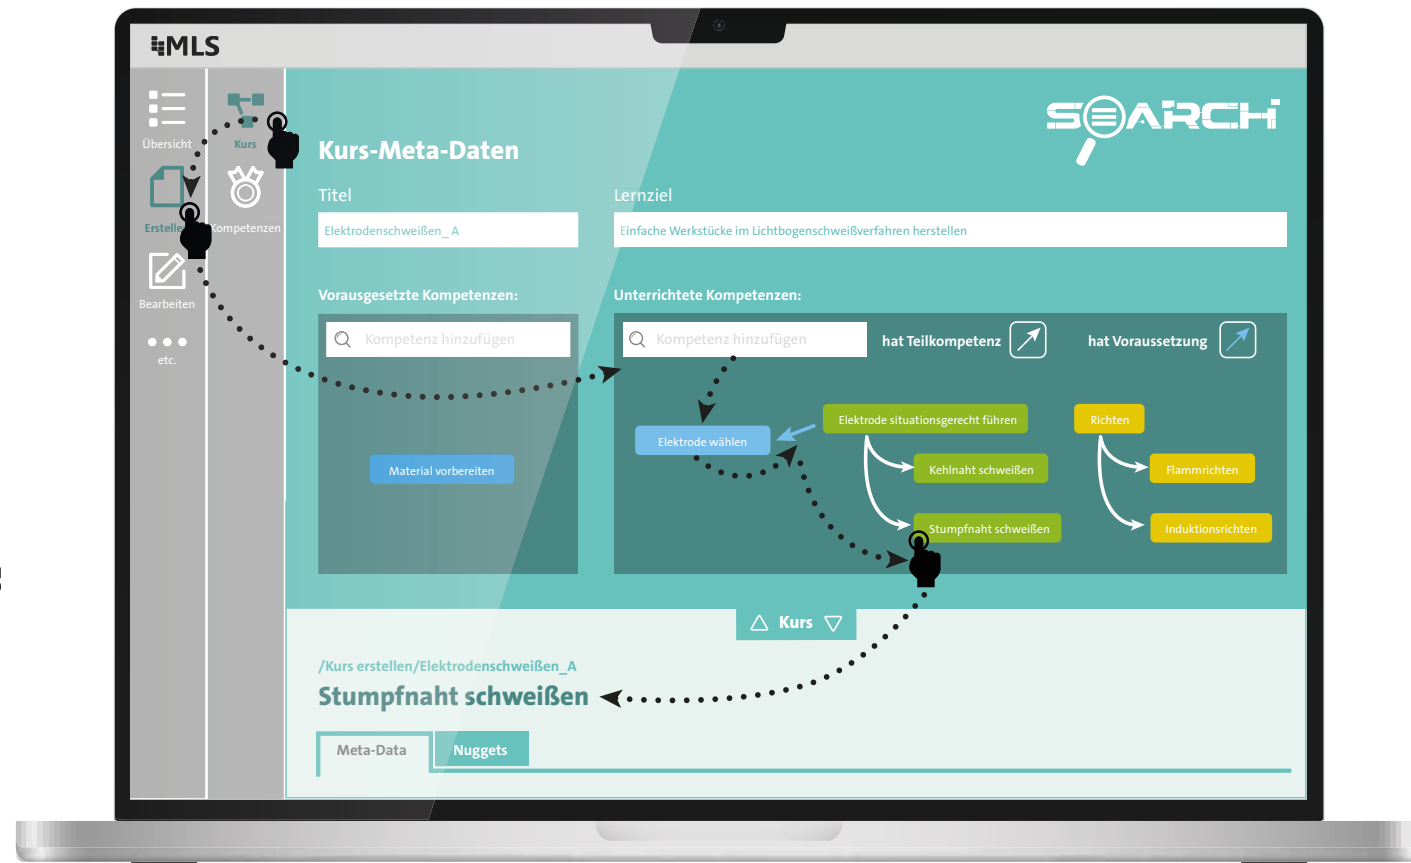 MLS
SEARCH
Übersicht
Kurs
Erstelle
Kompetenzen
Bearbeiten
etc.
Kurs-Meta-Daten
Titel
Lernziel
Elektrodenschweißen_ A
Einfache Werkstücke im Lichtbogenschweißverfahren herstellen
Vorausgesetzte Kompetenzen:
Unterrichtete Kompetenzen:
Kompetenz hinzufügen
Kompetenz hinzufügen
hat Teilkompetenz
hat Voraussetzung
Material vorbereiten
Elektrode wählen
Elektrode situationsgerecht führen
Kehlnaht schweißen
Stumpfnaht schweißen
Richten
Flammrichten
Induktionsrichten
Kurs
/Kurs erstellen/Elektrodenschweißen_A
Stumpfnaht schweißen
Meta-Data
Nuggets